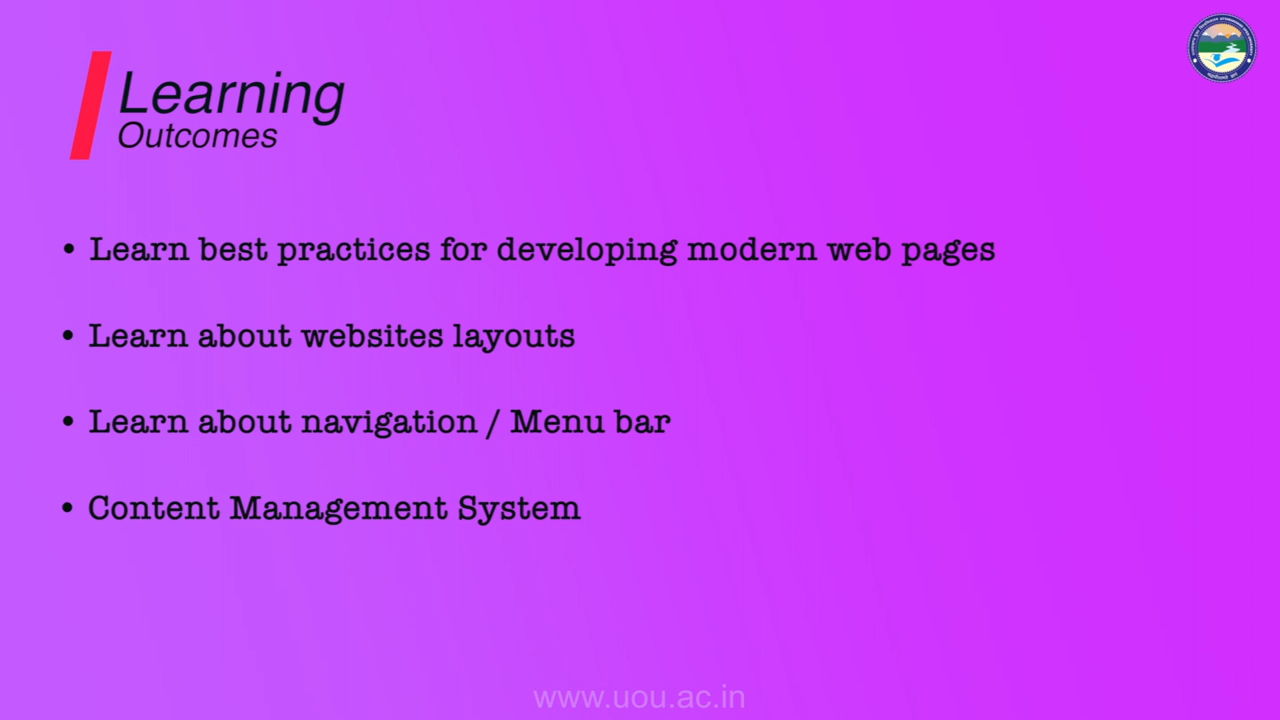 Learning
Outcomes
• Learn best practices for developing modern web pages
• Learn about websites layouts
• Learn about navigation / Menu bar
• Content Management System
www.uou.ac.in